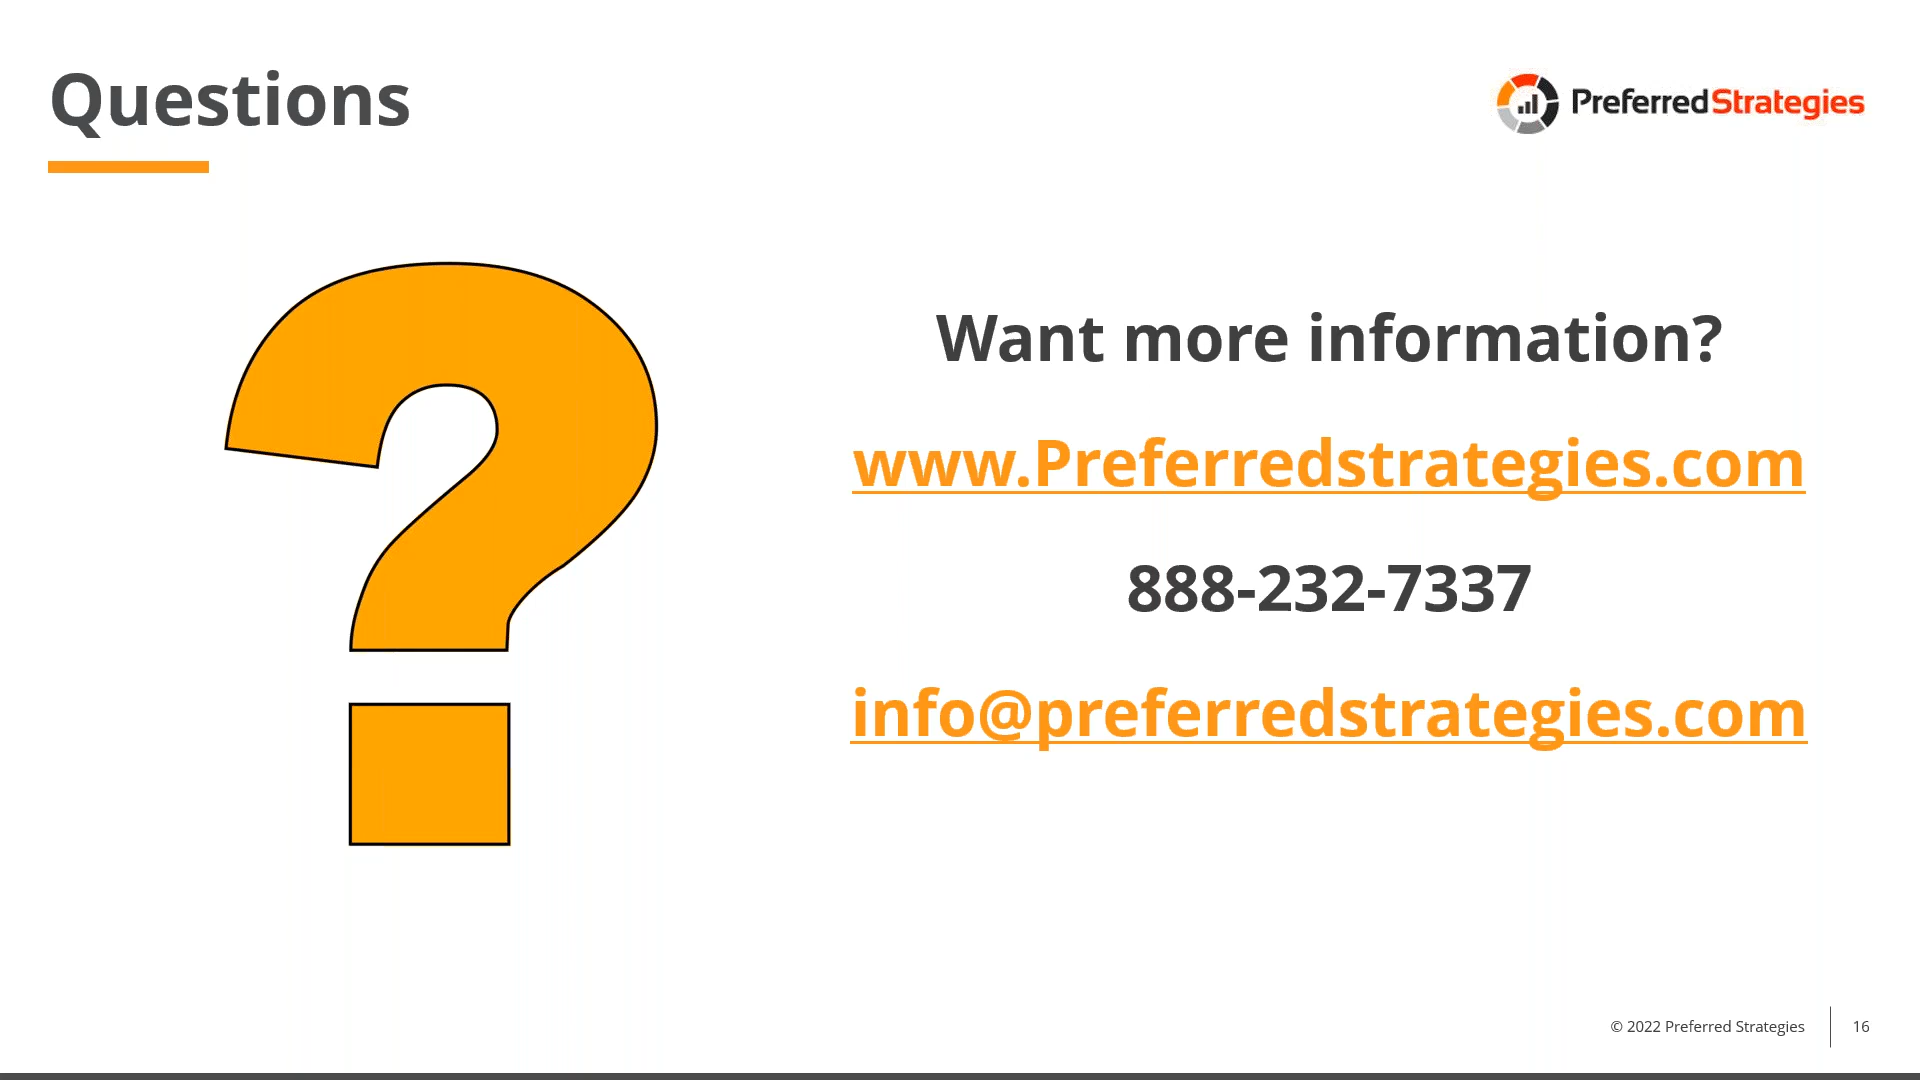 Questions
PreferredStrategies
?
Want more information?
www.Preferredstrategies.com
888-232-7337
info@preferredstrategies.com
© 2022 Preferred Strategies
16